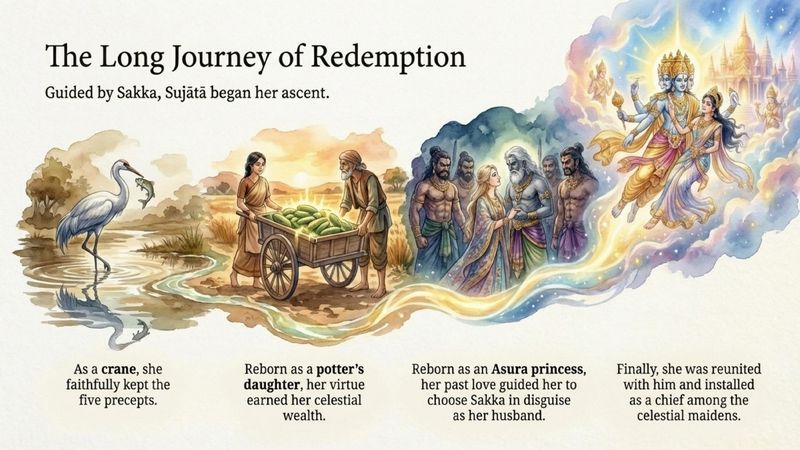 The Long Journey of Redemption
Guided by Sakka, Sujātā began her ascent.
As a crane, she
faithfully kept the
five precepts.
Reborn as a potter's
daughter, her virtue
earned her celestial
wealth.
Reborn as an Asura princess,
her past love guided her to
choose Sakka in disguise
as her husband.
Finally, she was reunited
with him and installed
as a chief among the
celestial maidens.